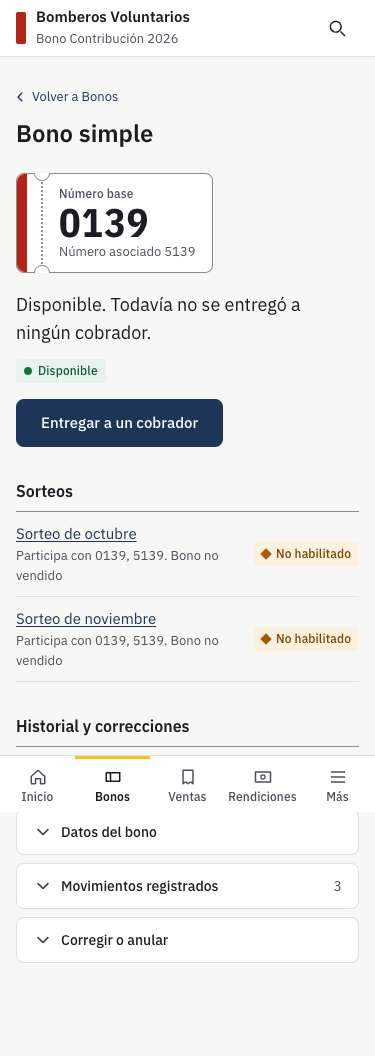 Bomberos Voluntarios
Bono Contribución 2026
Volver a Bonos
Bono simple
Número base
0139
Número asociado 5139
Disponible. Todavía no se entregó a
ningún cobrador.
Disponible
Entregar a un cobrador
Sorteos
Sorteo de octubre
Participa con 0139, 5139. Bono no
vendido
No habilitado
Sorteo de noviembre
Participa con 0139, 5139. Bono no
vendido
No habilitado
Historial y correcciones
Inicio
Bonos
Ventas
Rendiciones
Más
Datos del bono
Movimientos registrados
3
Corregir o anular